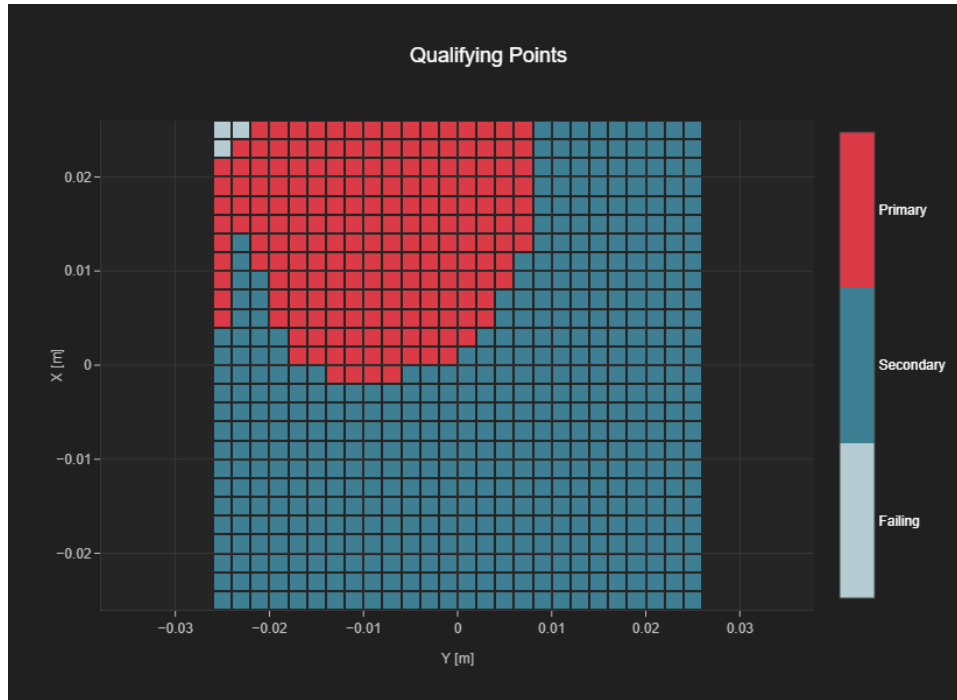 Qualifying Points
0.02
0.01
0
−0.01
−0.02
X [m]
−0.03
−0.02
−0.01
0
0.01
0.02
0.03
Y [m]
Primary
Secondary
Failing